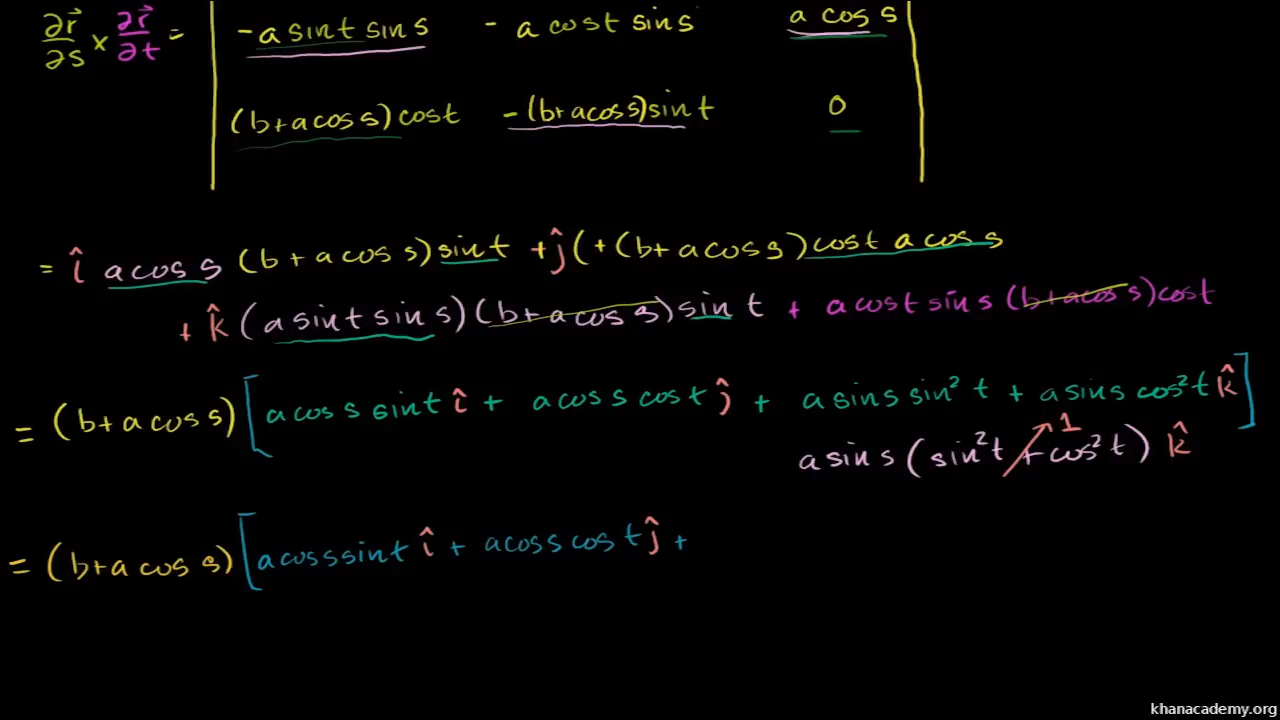 ∂r⃗/∂s × ∂r⃗/∂t = | -a sin t sin s   - a cos t sin s   a cos s |
(b+a cos s) cos t   -(b+a cos s) sin t   0
= î a cos s (b + a cos s) sin t + ĵ (+(b + a cos s) cos t a cos s
+ k̂ (a sin t sin s)(b + a cos s) sin t + a cos t sin s (b+a cos s) cos t
= (b+a cos s) [a cos s sin t î + a cos s cos t ĵ + a sin s sin² t + a sin s cos² t k̂]
a sin s (sin² t + cos² t) 1 k̂
= (b+a cos s) [a cos s sin t î + a cos s cos t ĵ +
khanacademy.org